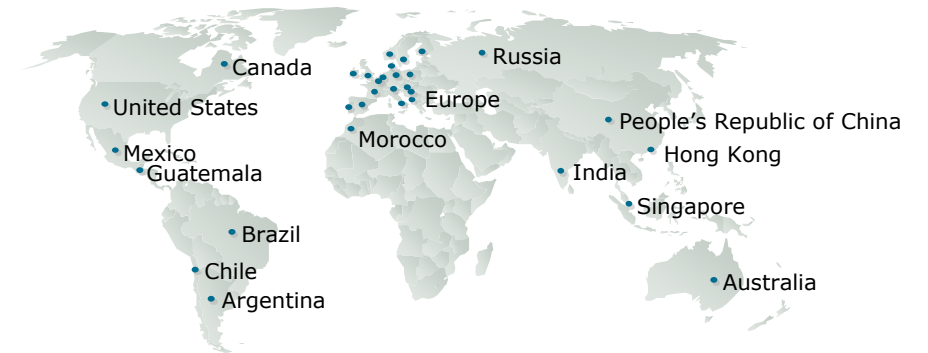 Russia
Canada
Europe
United States
People's Republic of China
Morocco
Mexico
Hong Kong
Guatemala
India
Singapore
Brazil
Chile
Australia
Argentina